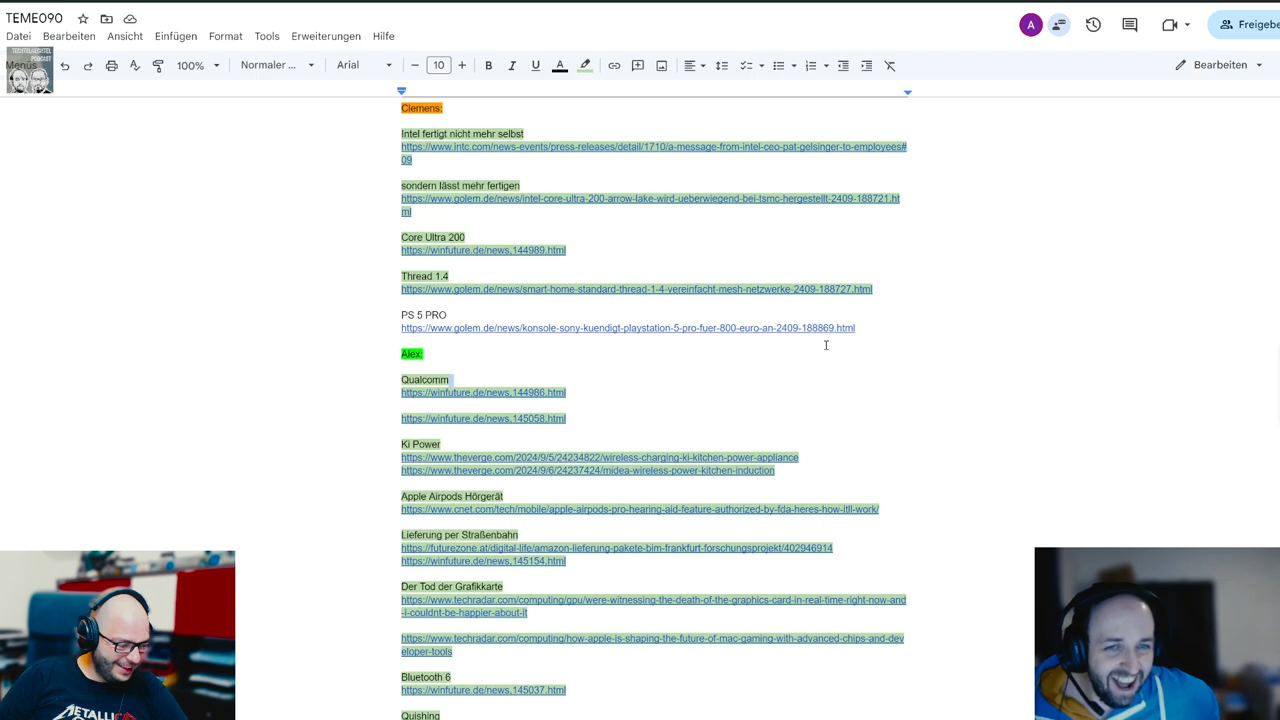 TEME090
Datei Bearbeiten Ansicht Einfügen Format Tools Erweiterungen Hilfe
A
Freigebe
TECHTELMECHTEL
PODCAST
Menüs
100% Normaler ... Arial 10 B I U A Bearbeiten
Clemens:
Intel fertigt nicht mehr selbst
https://www.intc.com/news-events/press-releases/detail/1710/a-message-from-intel-ceo-pat-gelsinger-to-employees#
09
sondern lässt mehr fertigen
https://www.golem.de/news/intel-core-ultra-200-arrow-lake-wird-ueberwiegend-bei-tsmc-hergestellt-2409-188721.ht
ml
Core Ultra 200
https://winfuture.de/news,144989.html
Thread 1.4
https://www.golem.de/news/smart-home-standard-thread-1-4-vereinfacht-mesh-netzwerke-2409-188727.html
PS 5 PRO
https://www.golem.de/news/konsole-sony-kuendigt-playstation-5-pro-fuer-800-euro-an-2409-188869.html
Alex:
Qualcomm
https://winfuture.de/news,144986.html
https://winfuture.de/news,145058.html
Ki Power
https://www.theverge.com/2024/9/5/24234822/wireless-charging-ki-kitchen-power-appliance
https://www.theverge.com/2024/9/6/24237424/midea-wireless-power-kitchen-induction
Apple Airpods Hörgerät
https://www.cnet.com/tech/mobile/apple-airpods-pro-hearing-aid-feature-authorized-by-fda-heres-how-itll-work/
Lieferung per Straßenbahn
https://futurezone.at/digital-life/amazon-lieferung-pakete-bim-frankfurt-forschungsprojekt/402946914
https://winfuture.de/news,145154.html
Der Tod der Grafikkarte
https://www.techradar.com/computing/gpu/were-witnessing-the-death-of-the-graphics-card-in-real-time-right-now-and
-i-couldnt-be-happier-about-it
https://www.techradar.com/computing/how-apple-is-shaping-the-future-of-mac-gaming-with-advanced-chips-and-dev
eloper-tools
Bluetooth 6
https://winfuture.de/news,145037.html
Quishing
METALLICA